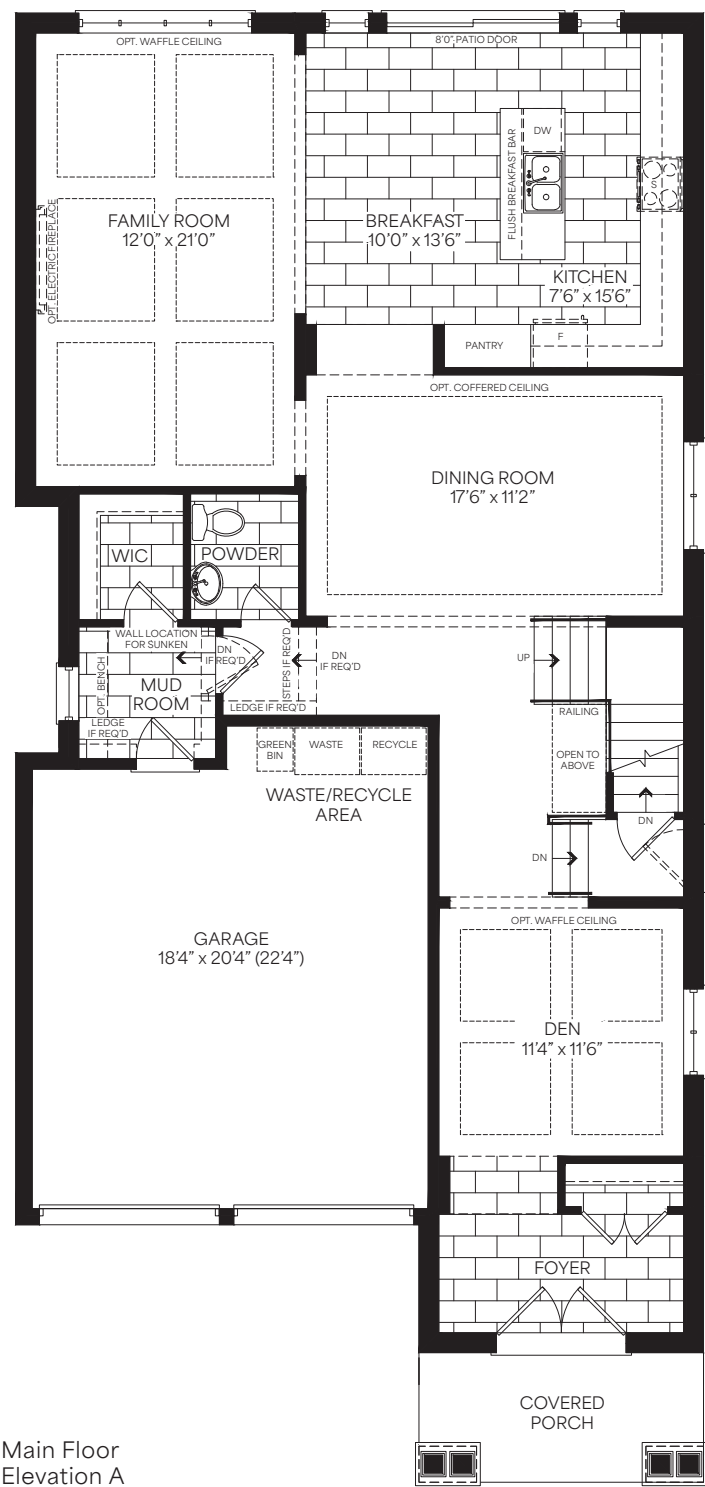 OPT. WAFFLE CEILING
8'0" PATIO DOOR
DW
FLUSH BREAKFAST BAR
S
FAMILY ROOM
12'0” x 21'0”
OPT. ELECTRIC FIREPLACE
BREAKFAST
10'0” x 13'6”
KITCHEN
7'6” x 15'6”
PANTRY
F
OPT. COFFERED CEILING
DINING ROOM
17'6” x 11'2”
WIC
POWDER
WALL LOCATION
FOR SUNKEN
DN
IF REQ'D
STEPS IF REQ'D
DN
IF REQ'D
UP
OPT. BENCH
MUD
ROOM
LEDGE
IF REQ'D
LEDGE IF REQ'D
RAILING
OPEN TO
ABOVE
GREEN
BIN
WASTE
RECYCLE
WASTE/RECYCLE
AREA
DN
DN
OPT. WAFFLE CEILING
GARAGE
18'4” x 20'4” (22'4”)
DEN
11'4” x 11'6”
FOYER
COVERED
PORCH
Main Floor
Elevation A